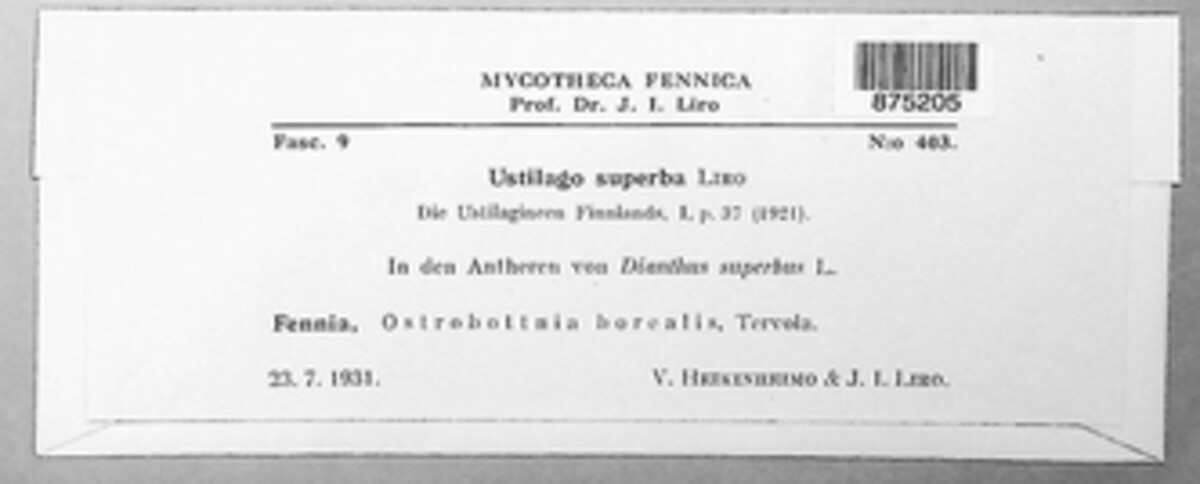 MYCOTHECA FENNICA
Prof. Dr. J. I. Liro
875205
Fasc. 9 N:o 403.
Ustilago superba LIRO
Die Ustilagineen Finnlands, I, p. 37 (1921).
In den Antheren von Dianthus superbus L.
Fennia, Ostrobottnia borealis, Tervola.
23. 7. 1931. V. HEIKINHEIMO & J. I. LIRO.